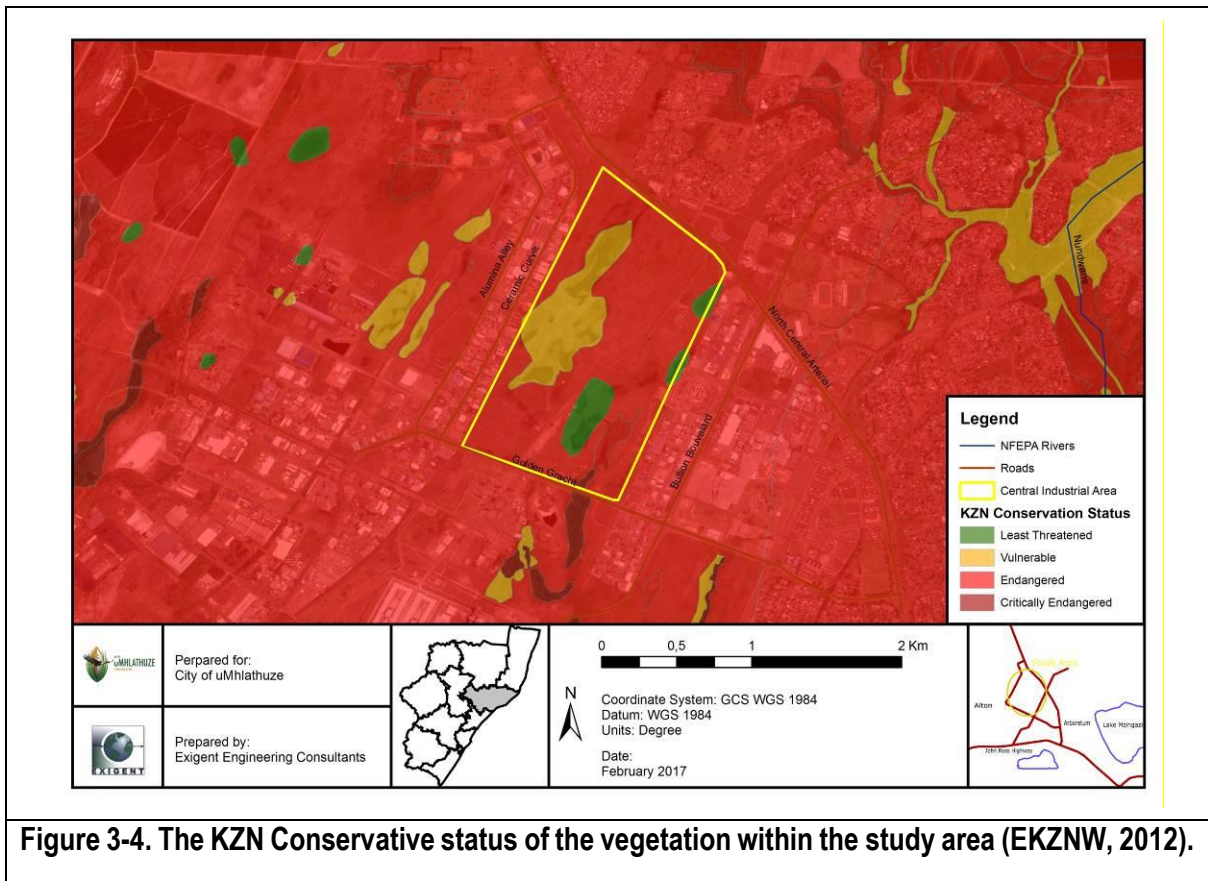 Alumina Alley
Ceramic Curve
North Central Arterial
Bullion Bouvelard
Gulden Gracht
Nundwane
Legend
NFEPA Rivers
Roads
Central Industrial Area
KZN Conservation Status
Least Threatened
Vulnerable
Endangered
Critically Endangered
uMHLATHUZE
Perpared for:
City of uMhlathuze
EXIGENT
Prepared by:
Exigent Engineering Consultants
0 0,5 1 2 Km
N
Coordinate System: GCS WGS 1984
Datum: WGS 1984
Units: Degree
Date:
February 2017
Study Area
Alton
Arboretum
Lake Mzingazi
John Ross Highway
Figure 3-4. The KZN Conservative status of the vegetation within the study area (EKZNW, 2012).